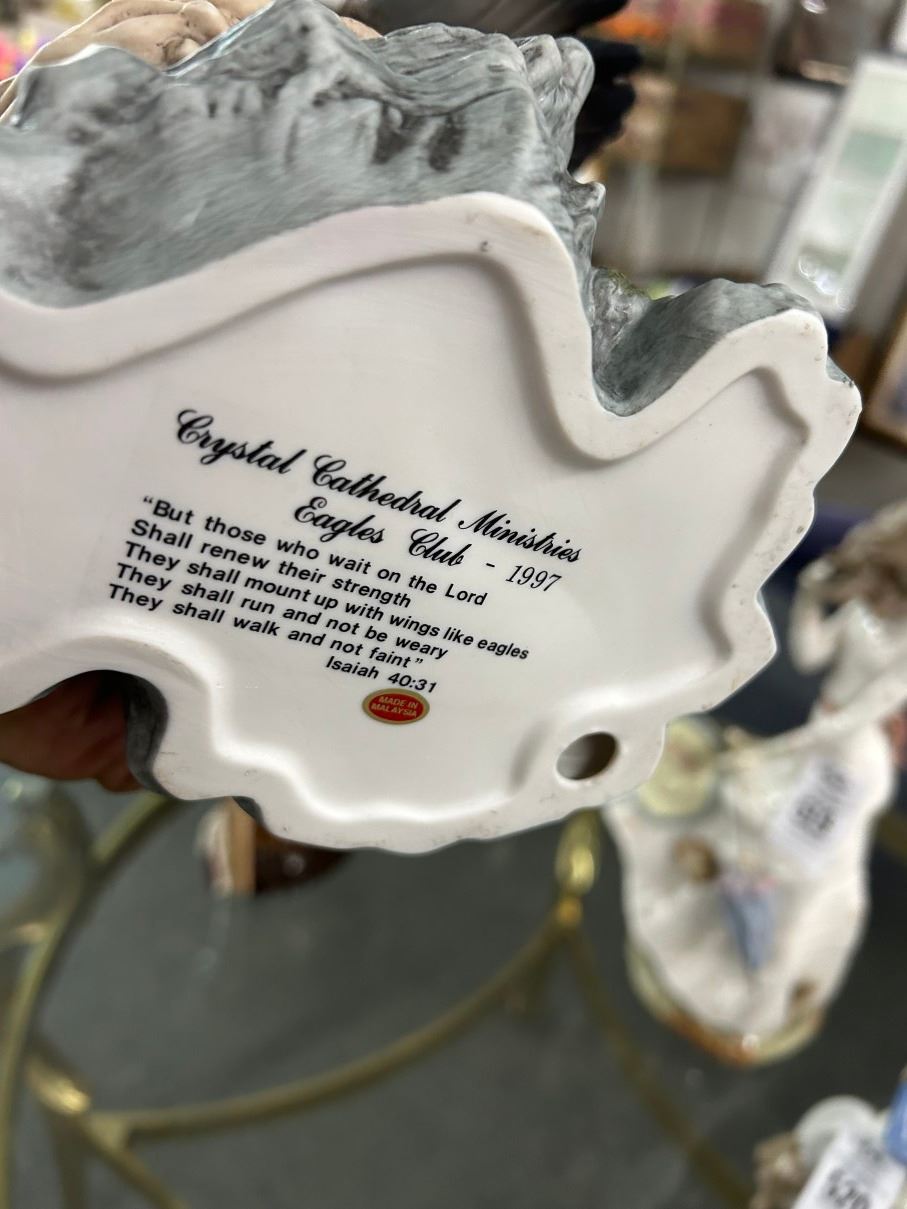 Crystal Cathedral Ministries
Eagles Club - 1997
“But those who wait on the Lord
Shall renew their strength
They shall mount up with wings like eagles
They shall run and not be weary
They shall walk and not faint”
Isaiah 40:31
MADE IN
MALAYSIA